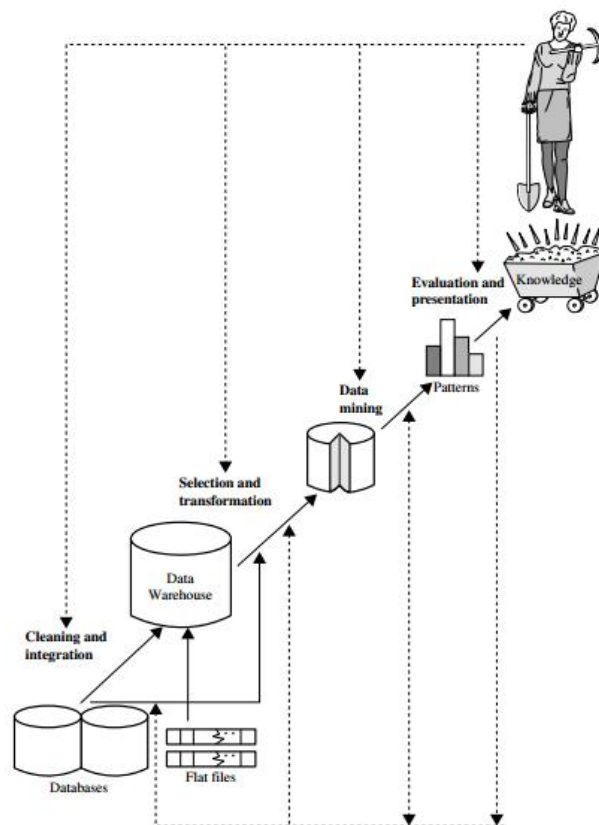 Evaluation and
presentation
Knowledge
Patterns
Data
mining
Selection and
transformation
Data
Warehouse
Cleaning and
integration
Flat files
Databases